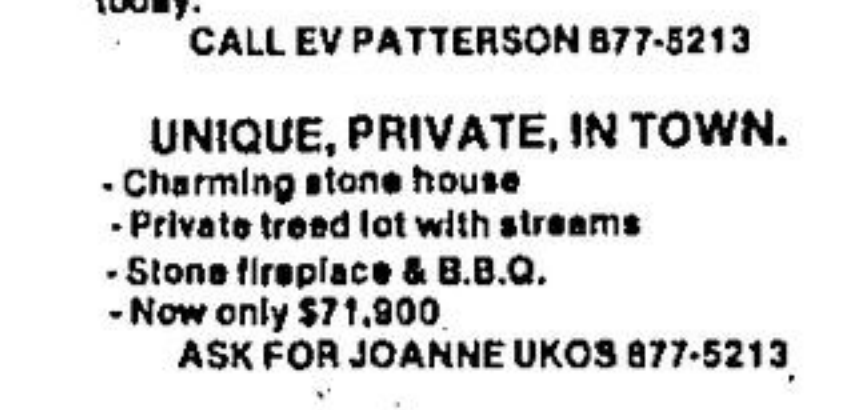 today.
CALL EV PATTERSON 877-5213
UNIQUE, PRIVATE, IN TOWN.
- Charming stone house
- Private treed lot with streams
- Stone fireplace & B.B.Q.
- Now only $71,900
ASK FOR JOANNE UKOS 877-5213